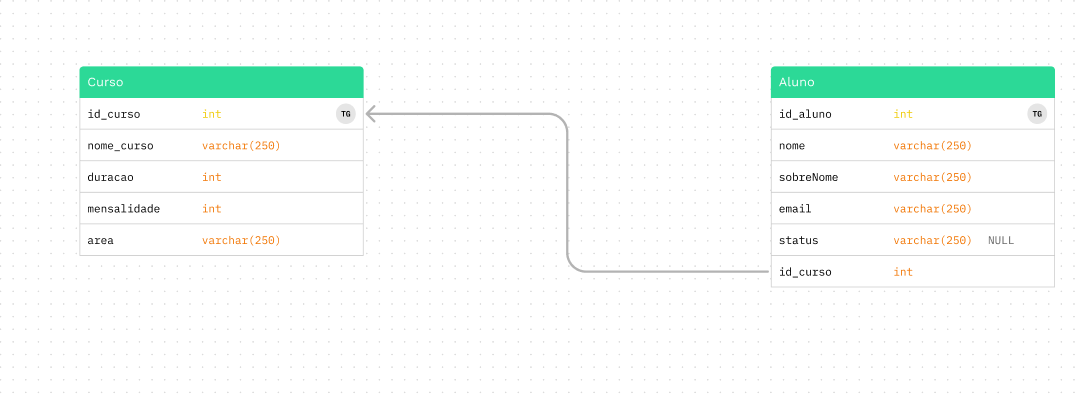 Curso
id_curso int TG
nome_curso varchar(250)
duracao int
mensalidade int
area varchar(250)
Aluno
id_aluno int TG
nome varchar(250)
sobreNome varchar(250)
email varchar(250)
status varchar(250) NULL
id_curso int